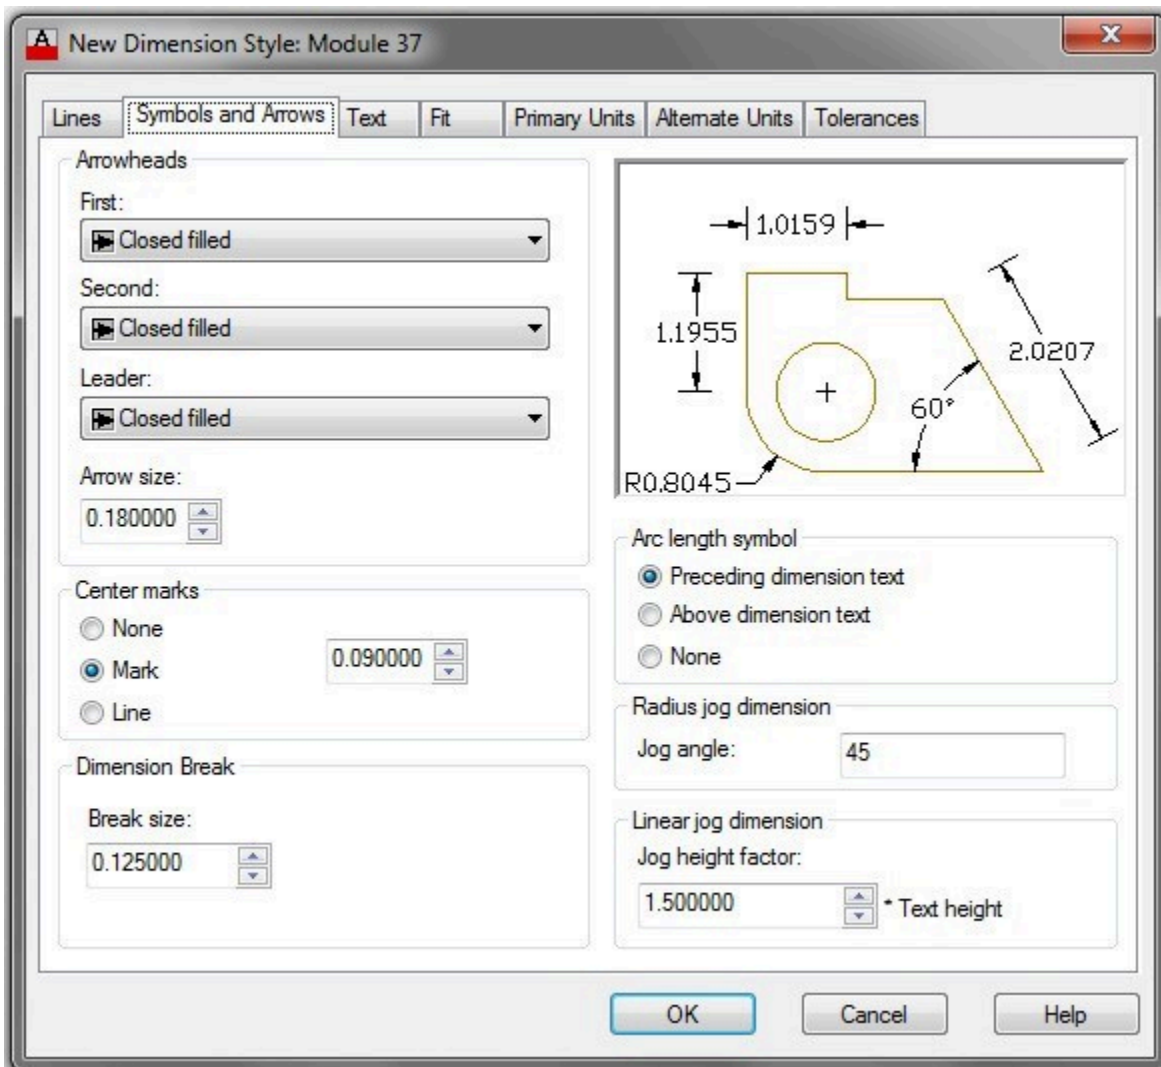 New Dimension Style: Module 37
Lines
Symbols and Arrows
Text
Fit
Primary Units
Alternate Units
Tolerances
Arrowheads
First:
Closed filled
Second:
Closed filled
Leader:
Closed filled
Arrow size:
0.180000
Center marks
None
Mark
0.090000
Line
Dimension Break
Break size:
0.125000
1.0159
1.1955
2.0207
60°
R0.8045
Arc length symbol
Preceding dimension text
Above dimension text
None
Radius jog dimension
Jog angle:
45
Linear jog dimension
Jog height factor:
1.500000
* Text height
OK
Cancel
Help